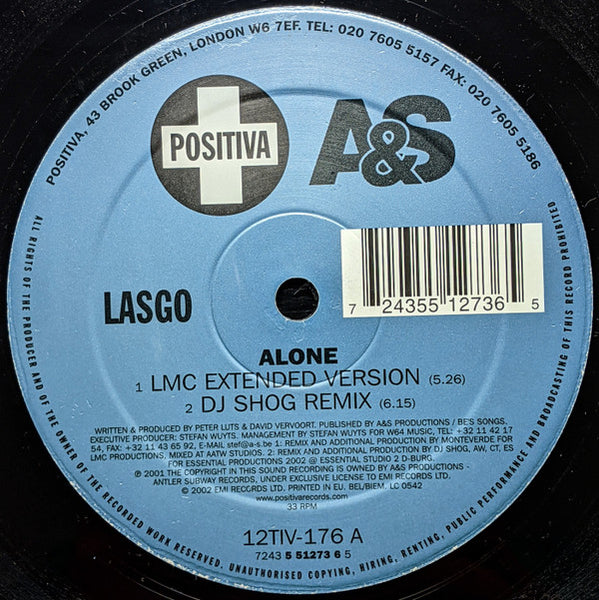 POSITIVA, 43 BROOK GREEN, LONDON W6 7EF. TEL: 020 7605 5157 FAX: 020 7605 5186
POSITIVA
A&S
7 24355 12736 5
LASGO
ALONE
1 LMC EXTENDED VERSION (5.26)
2 DJ SHOG REMIX (6.15)
WRITTEN & PRODUCED BY PETER LUTS & DAVID VERVOORT. PUBLISHED BY A&S PRODUCTIONS / BE'S SONGS.
EXECUTIVE PRODUCER: STEFAN WUYTS. MANAGEMENT BY STEFAN WUYTS FOR W64 MUSIC, TEL: +32 11 42 17
54, FAX: +32 11 43 65 92, E-MAIL stef@a-s.be 1: REMIX AND ADDITIONAL PRODUCTION BY MONTEVERDE FOR
LMC PRODUCTIONS, MIXED AT AATW STUDIOS. 2: REMIX AND ADDITIONAL PRODUCTION BY DJ SHOG, AW, CT, ES
FOR ESSENTIAL PRODUCTIONS 2002 @ ESSENTIAL STUDIO 2 D-BURG.
℗ 2001 THE COPYRIGHT IN THIS SOUND RECORDING IS OWNED BY A&S PRODUCTIONS -
ANTLER SUBWAY RECORDS, UNDER EXCLUSIVE LICENSE TO EMI RECORDS LTD.
© 2002 EMI RECORDS LTD. PRINTED IN EU. BEL/BIEM. LC 0542
www.positivarecords.com
33 RPM
12TIV-176 A
7243 5 51273 6 5
ALL RIGHTS OF THE PRODUCER AND OF THE OWNER OF THE RECORDED WORK RESERVED. UNAUTHORISED COPYING, HIRING, RENTING, PUBLIC PERFORMANCE AND BROADCASTING OF THIS RECORD PROHIBITED